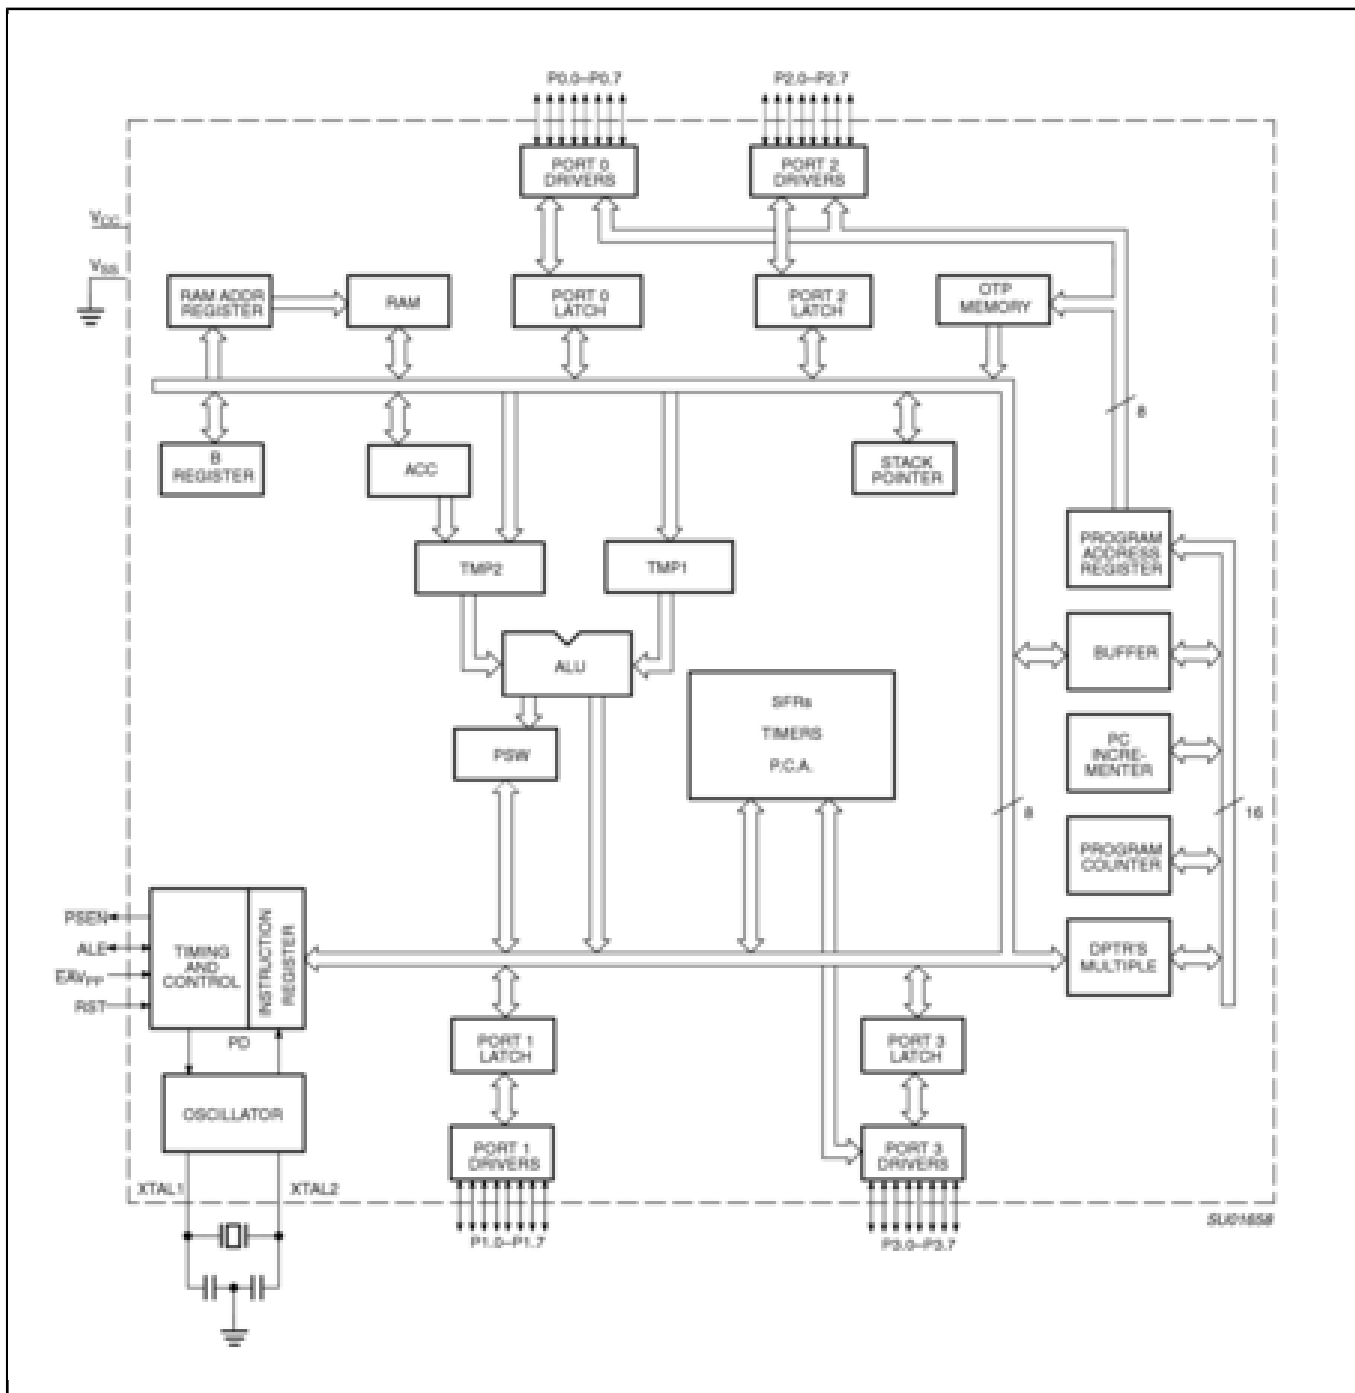 P0.0–P0.7
P2.0–P2.7
PORT 0
DRIVERS
PORT 2
DRIVERS
VCC
VSS
RAM ADDR
REGISTER
RAM
PORT 0
LATCH
PORT 2
LATCH
OTP
MEMORY
8
B
REGISTER
ACC
STACK
POINTER
PROGRAM
ADDRESS
REGISTER
TMP2
TMP1
BUFFER
ALU
SFRs
TIMERS
P.C.A.
PSW
PC
INCRE-
MENTER
8
16
PROGRAM
COUNTER
PSEN
ALE
EAVPP
RST
TIMING
AND
CONTROL
INSTRUCTION
REGISTER
DPTR'S
MULTIPLE
PD
PORT 1
LATCH
PORT 3
LATCH
OSCILLATOR
PORT 1
DRIVERS
PORT 3
DRIVERS
XTAL1
XTAL2
P1.0–P1.7
P3.0–P3.7
SU01658